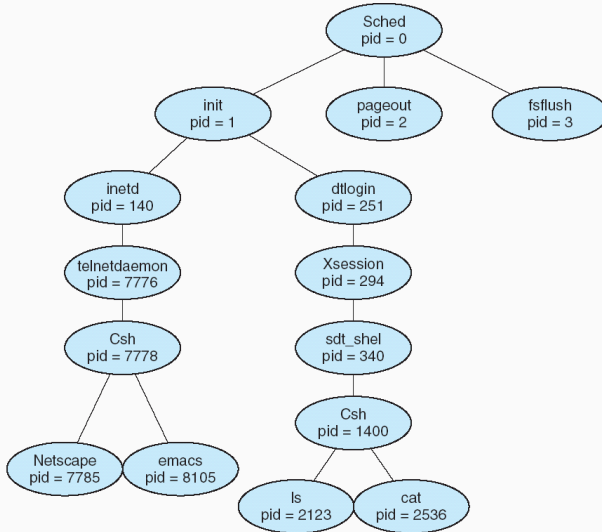 Sched
pid = 0
init
pid = 1
pageout
pid = 2
fsflush
pid = 3
inetd
pid = 140
dtlogin
pid = 251
telnetdaemon
pid = 7776
Xsession
pid = 294
Csh
pid = 7778
sdt_shel
pid = 340
Csh
pid = 1400
Netscape
pid = 7785
emacs
pid = 8105
ls
pid = 2123
cat
pid = 2536